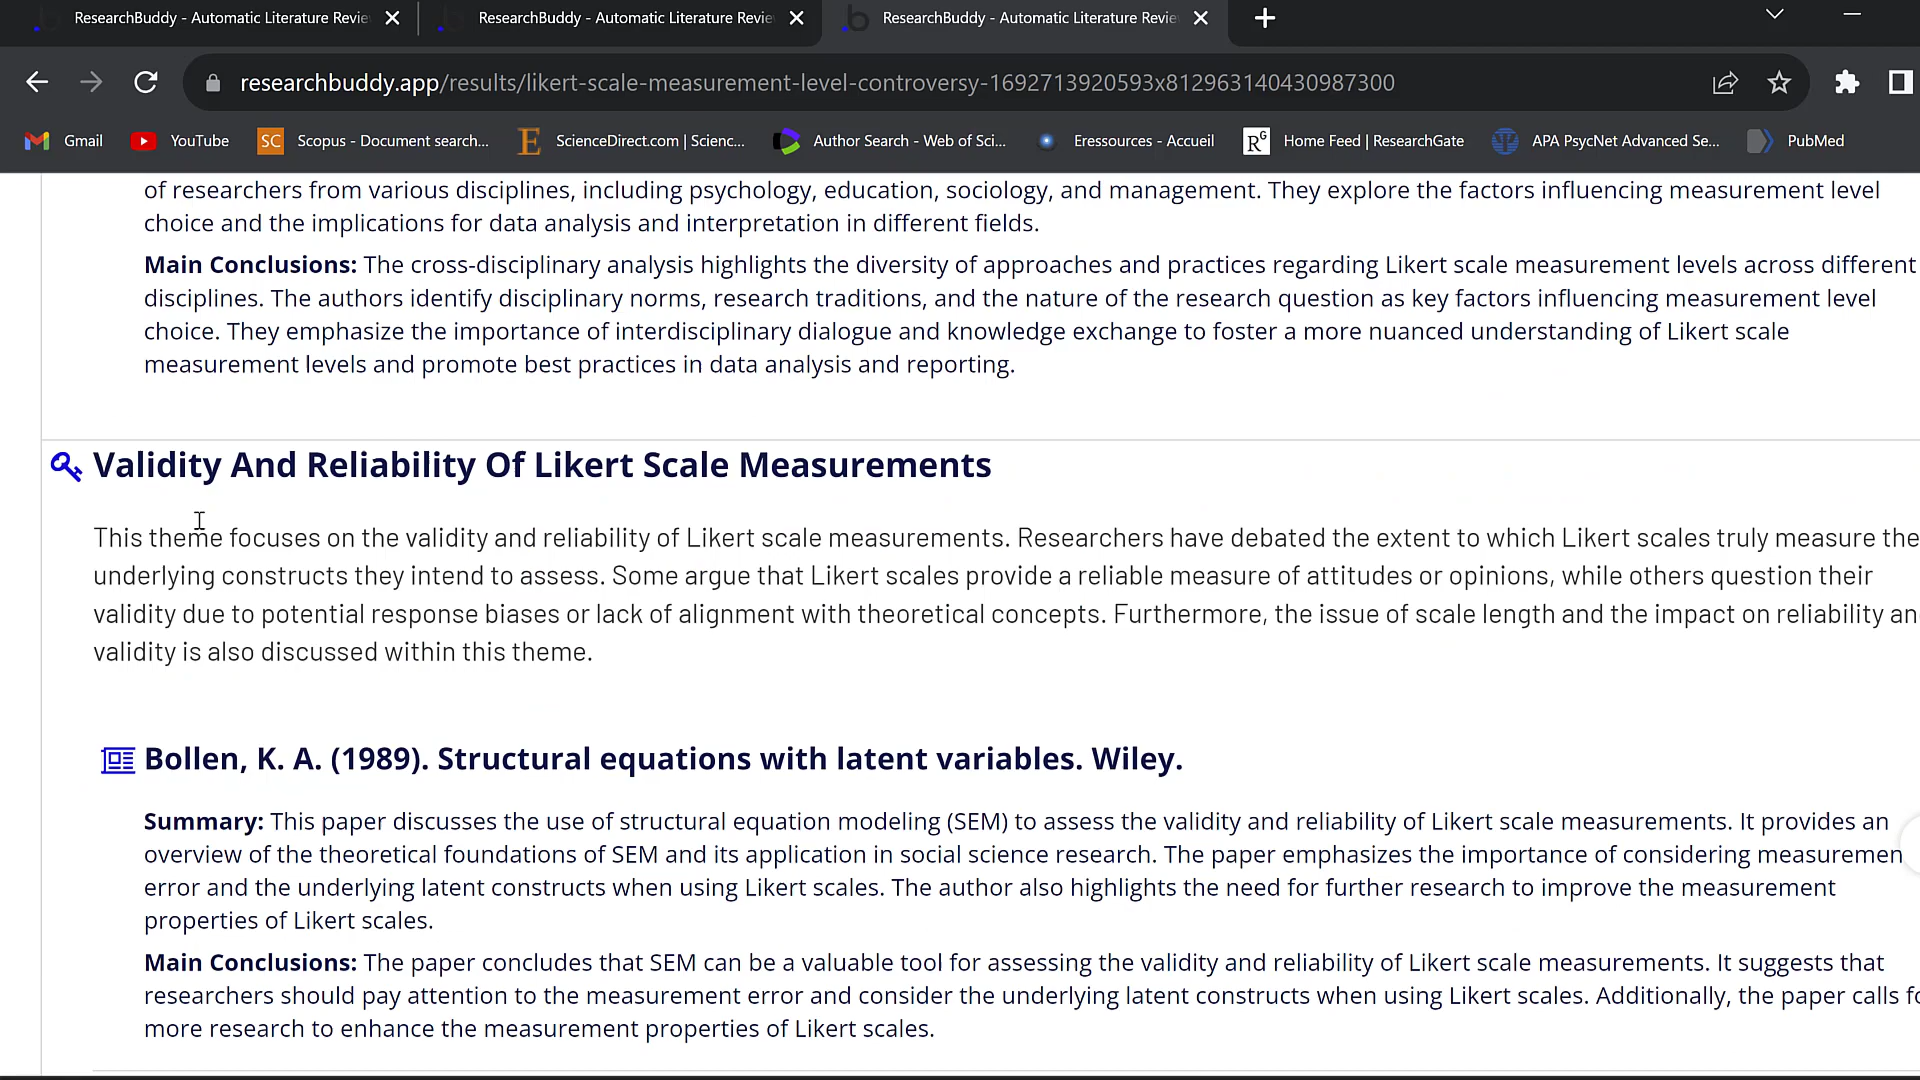 ResearchBuddy - Automatic Literature Revie
ResearchBuddy - Automatic Literature Revie
ResearchBuddy - Automatic Literature Revie
researchbuddy.app/results/likert-scale-measurement-level-controversy-1692713920593x812963140430987300
Gmail
YouTube
SC Scopus - Document search...
E ScienceDirect.com | Scienc...
Author Search - Web of Sci...
Eressources - Accueil
RG Home Feed | ResearchGate
APA PsycNet Advanced Se...
PubMed
of researchers from various disciplines, including psychology, education, sociology, and management. They explore the factors influencing measurement level
choice and the implications for data analysis and interpretation in different fields.
Main Conclusions: The cross-disciplinary analysis highlights the diversity of approaches and practices regarding Likert scale measurement levels across different
disciplines. The authors identify disciplinary norms, research traditions, and the nature of the research question as key factors influencing measurement level
choice. They emphasize the importance of interdisciplinary dialogue and knowledge exchange to foster a more nuanced understanding of Likert scale
measurement levels and promote best practices in data analysis and reporting.
Validity And Reliability Of Likert Scale Measurements
This theme focuses on the validity and reliability of Likert scale measurements. Researchers have debated the extent to which Likert scales truly measure the
underlying constructs they intend to assess. Some argue that Likert scales provide a reliable measure of attitudes or opinions, while others question their
validity due to potential response biases or lack of alignment with theoretical concepts. Furthermore, the issue of scale length and the impact on reliability an
validity is also discussed within this theme.
Bollen, K. A. (1989). Structural equations with latent variables. Wiley.
Summary: This paper discusses the use of structural equation modeling (SEM) to assess the validity and reliability of Likert scale measurements. It provides an
overview of the theoretical foundations of SEM and its application in social science research. The paper emphasizes the importance of considering measuremen
error and the underlying latent constructs when using Likert scales. The author also highlights the need for further research to improve the measurement
properties of Likert scales.
Main Conclusions: The paper concludes that SEM can be a valuable tool for assessing the validity and reliability of Likert scale measurements. It suggests that
researchers should pay attention to the measurement error and consider the underlying latent constructs when using Likert scales. Additionally, the paper calls fo
more research to enhance the measurement properties of Likert scales.